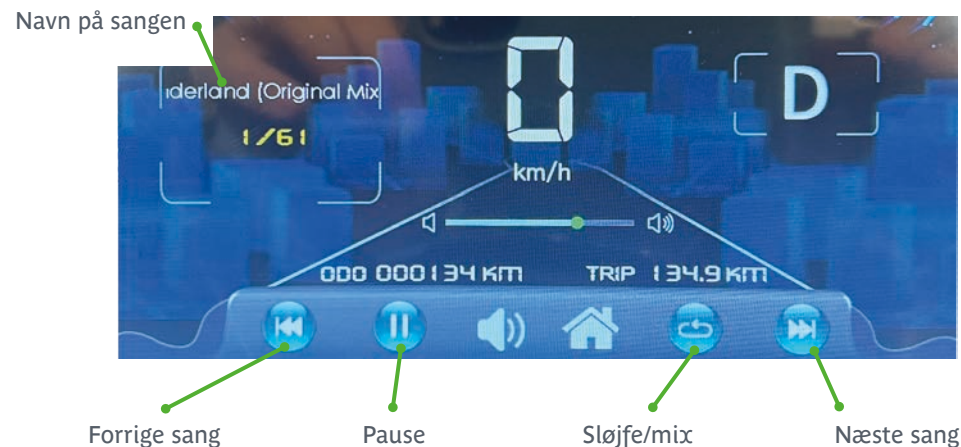 Navn på sangen
ıderland (Original Mix
1/61
0
km/h
D
ODO 000134 Km TRIP 134.9 Km
Forrige sang Pause Sløjfe/mix Næste sang